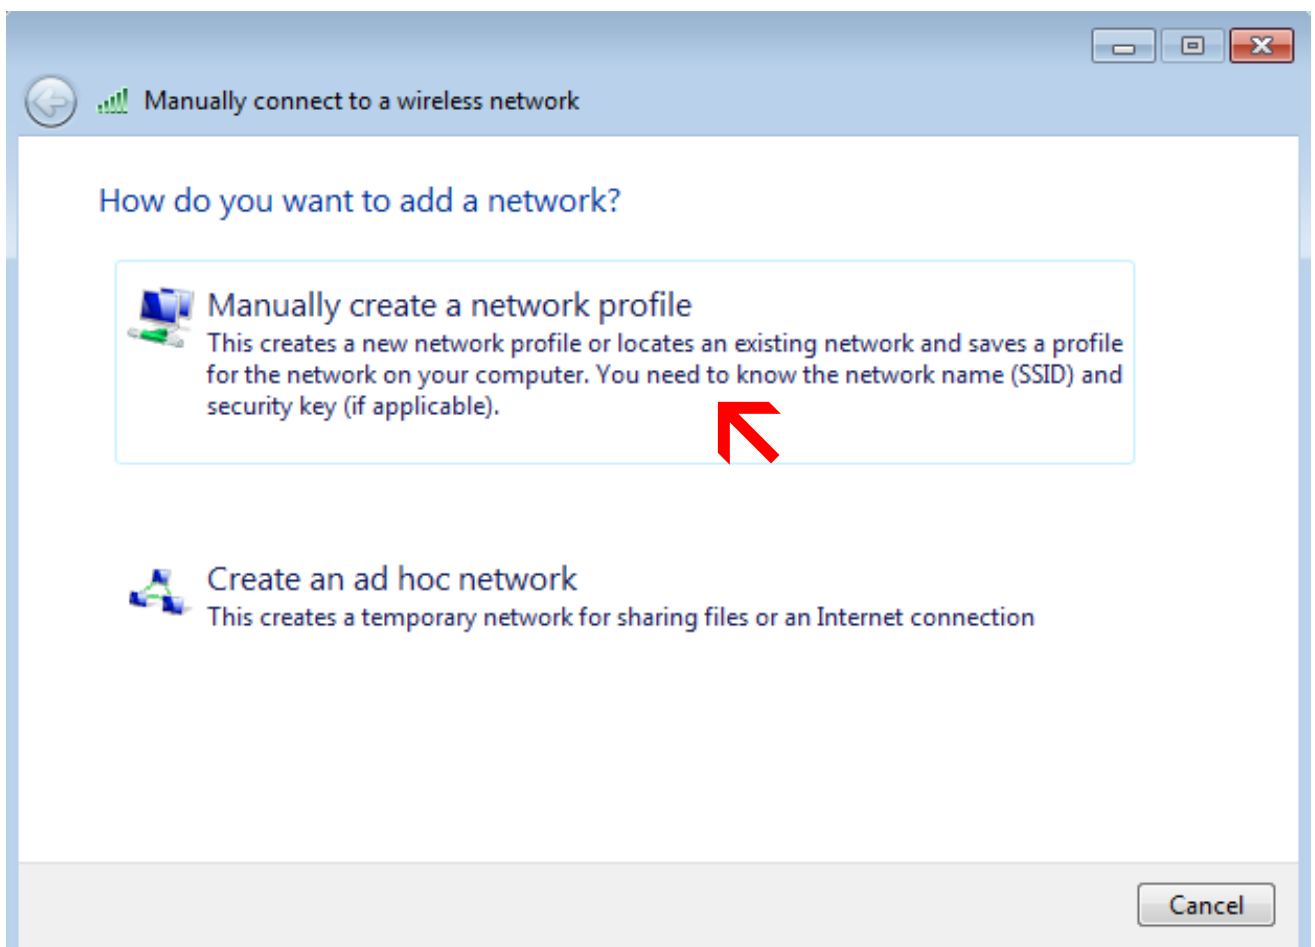 Manually connect to a wireless network
How do you want to add a network?
Manually create a network profile
This creates a new network profile or locates an existing network and saves a profile
for the network on your computer. You need to know the network name (SSID) and
security key (if applicable).
Create an ad hoc network
This creates a temporary network for sharing files or an Internet connection
Cancel